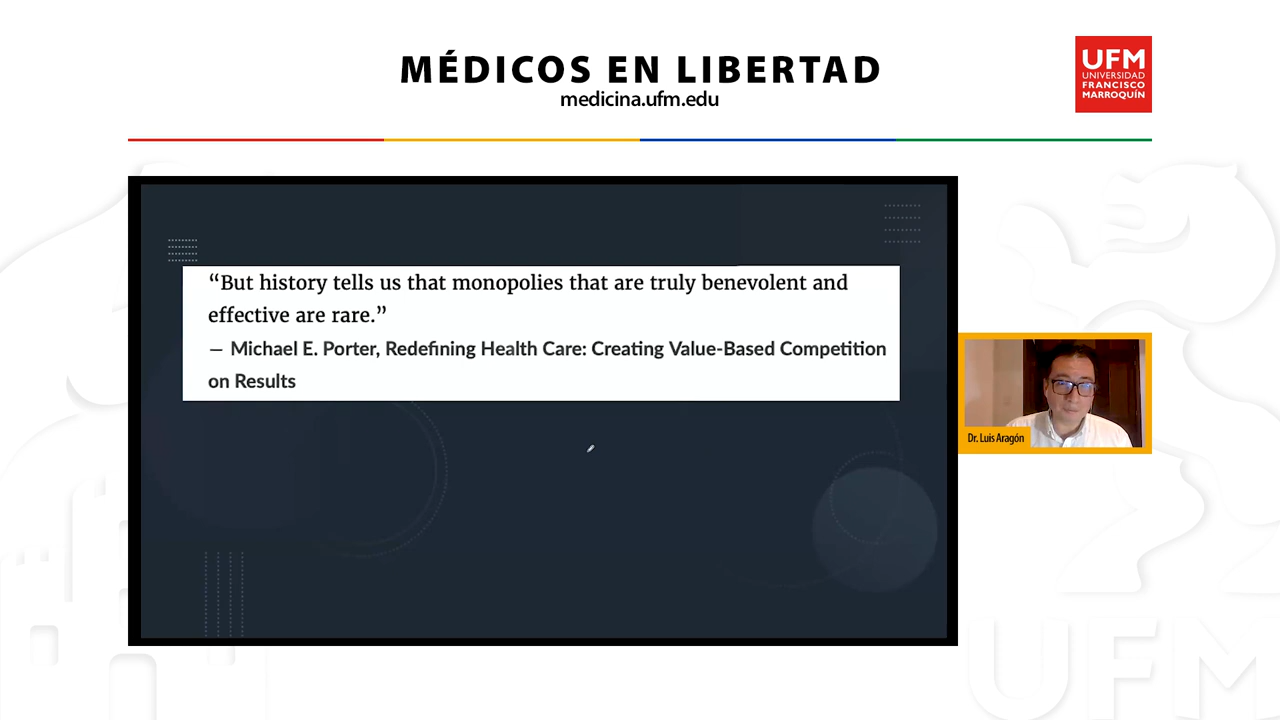 MÉDICOS EN LIBERTAD
medicina.ufm.edu
UFM
UNIVERSIDAD
FRANCISCO
MARROQUÍN
“But history tells us that monopolies that are truly benevolent and
effective are rare.”
― Michael E. Porter, Redefining Health Care: Creating Value-Based Competition
on Results
Dr. Luis Aragón
UFM